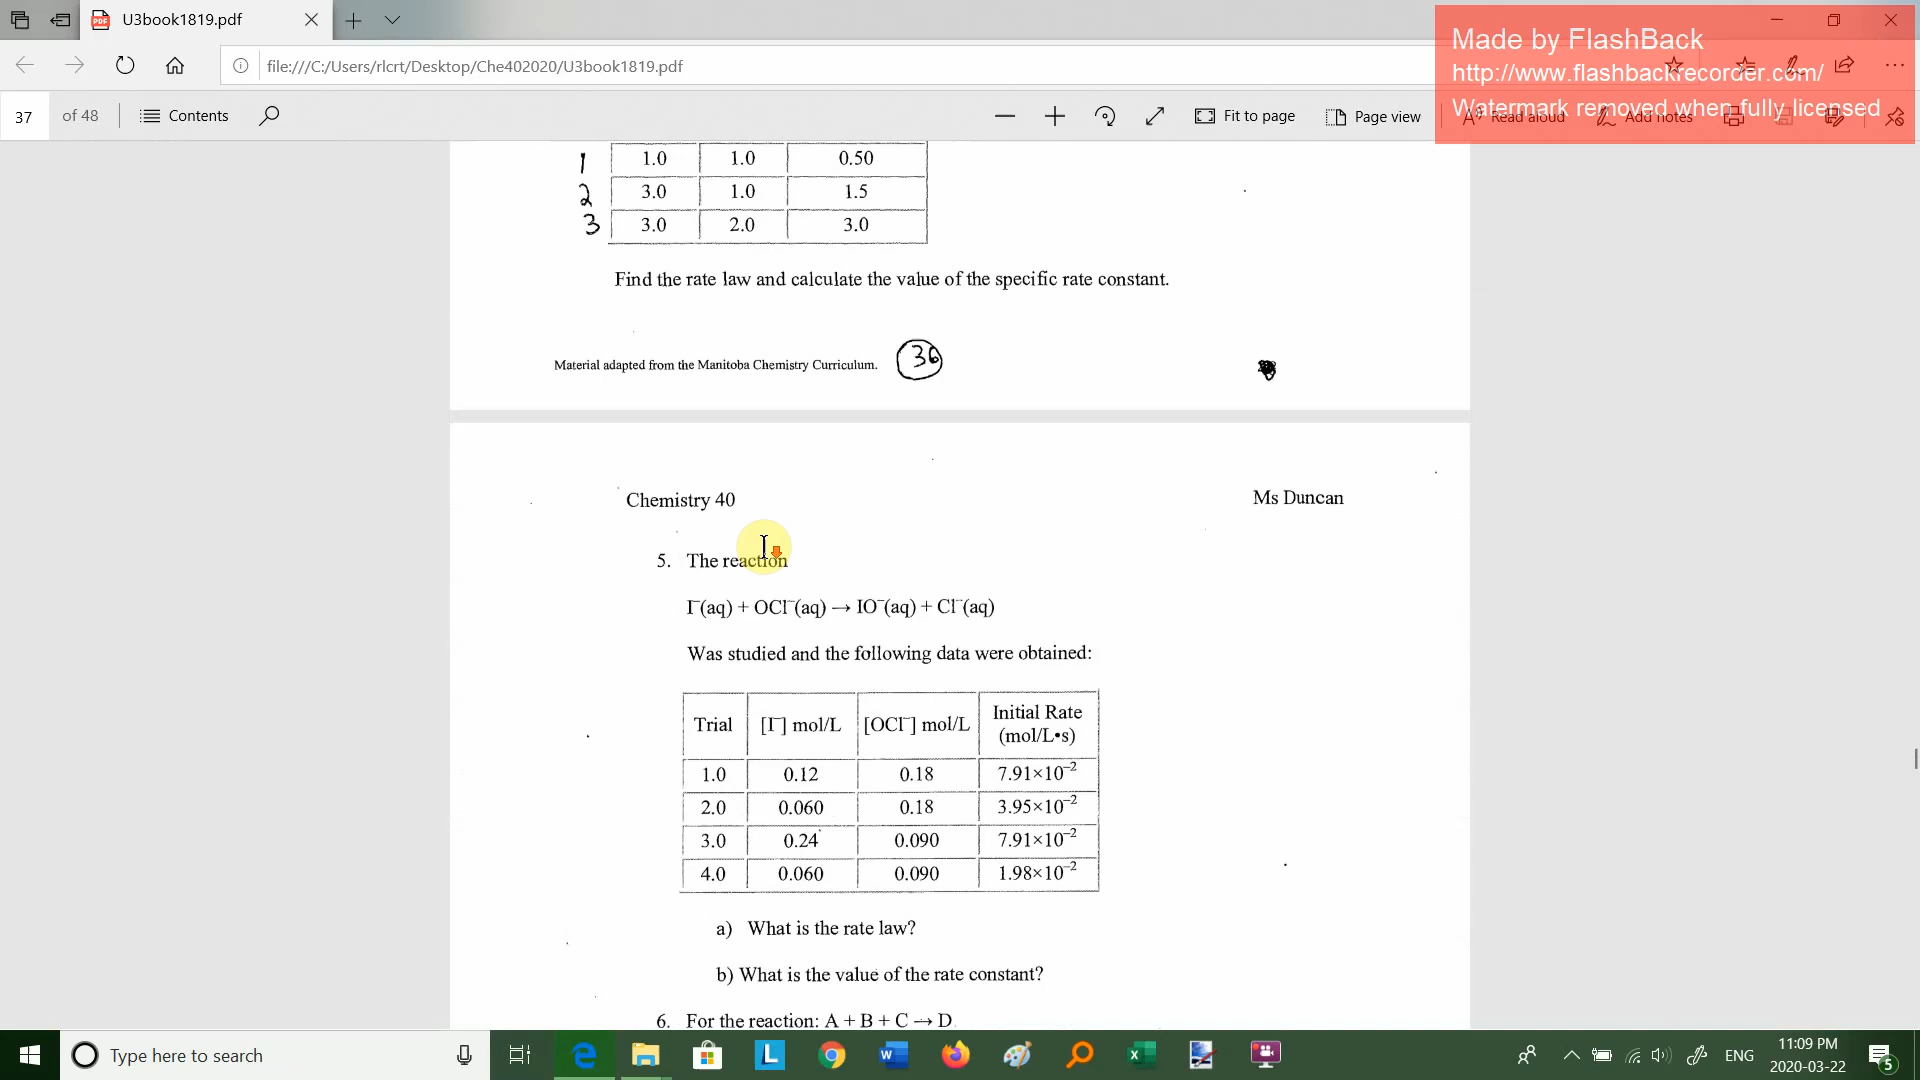 U3book1819.pdf
Made by FlashBack
http://www.flashbackrecorder.com/
Watermark removed when fully licensed
file:///C:/Users/rlcrt/Desktop/Che402020/U3book1819.pdf
37 of 48 Contents Fit to page Page view Read aloud Add notes
1 1.0 1.0 0.50
2 3.0 1.0 1.5
3 3.0 2.0 3.0
Find the rate law and calculate the value of the specific rate constant.
Material adapted from the Manitoba Chemistry Curriculum. 36
Chemistry 40 Ms Duncan
5. The reaction
I⁻(aq) + OCl⁻(aq) → IO⁻(aq) + Cl⁻(aq)
Was studied and the following data were obtained:
Trial [I⁻] mol/L [OCl⁻] mol/L Initial Rate
(mol/L•s)
1.0 0.12 0.18 7.91×10⁻²
2.0 0.060 0.18 3.95×10⁻²
3.0 0.24 0.090 7.91×10⁻²
4.0 0.060 0.090 1.98×10⁻²
a) What is the rate law?
b) What is the value of the rate constant?
6. For the reaction: A + B + C → D
Type here to search
ENG
11:09 PM
2020-03-22
5